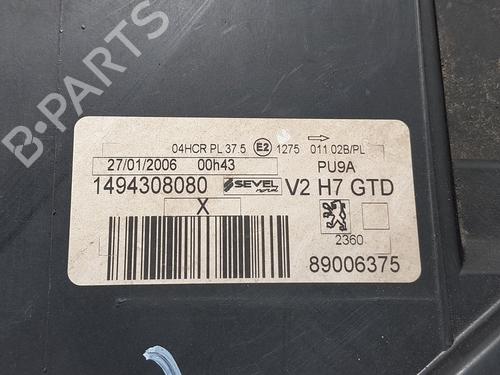 B-PARTS
04HCR PL 37.5 E2 1275 011 02B/PL
27/01/2006 00h43 PU9A
1494308080 SEVEL nord V2 H7 GTD
X
2360
89006375